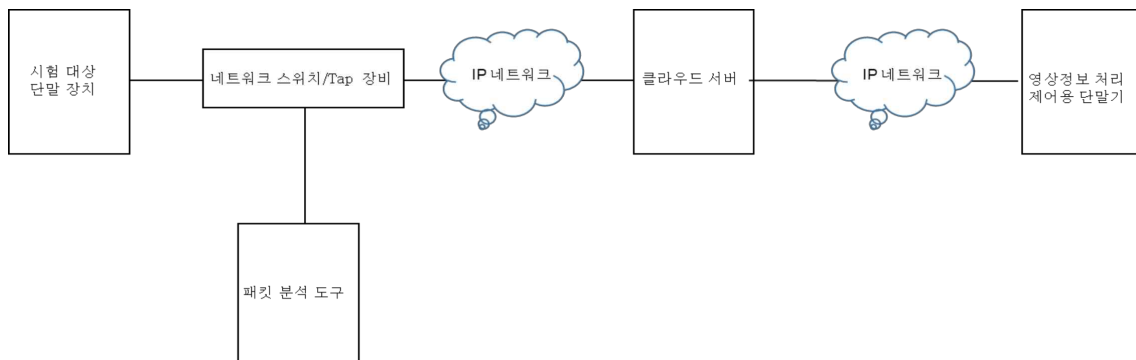 시험 대상
단말 장치
네트워크 스위치/Tap 장비
IP 네트워크
클라우드 서버
IP 네트워크
영상정보 처리
제어용 단말기
패킷 분석 도구